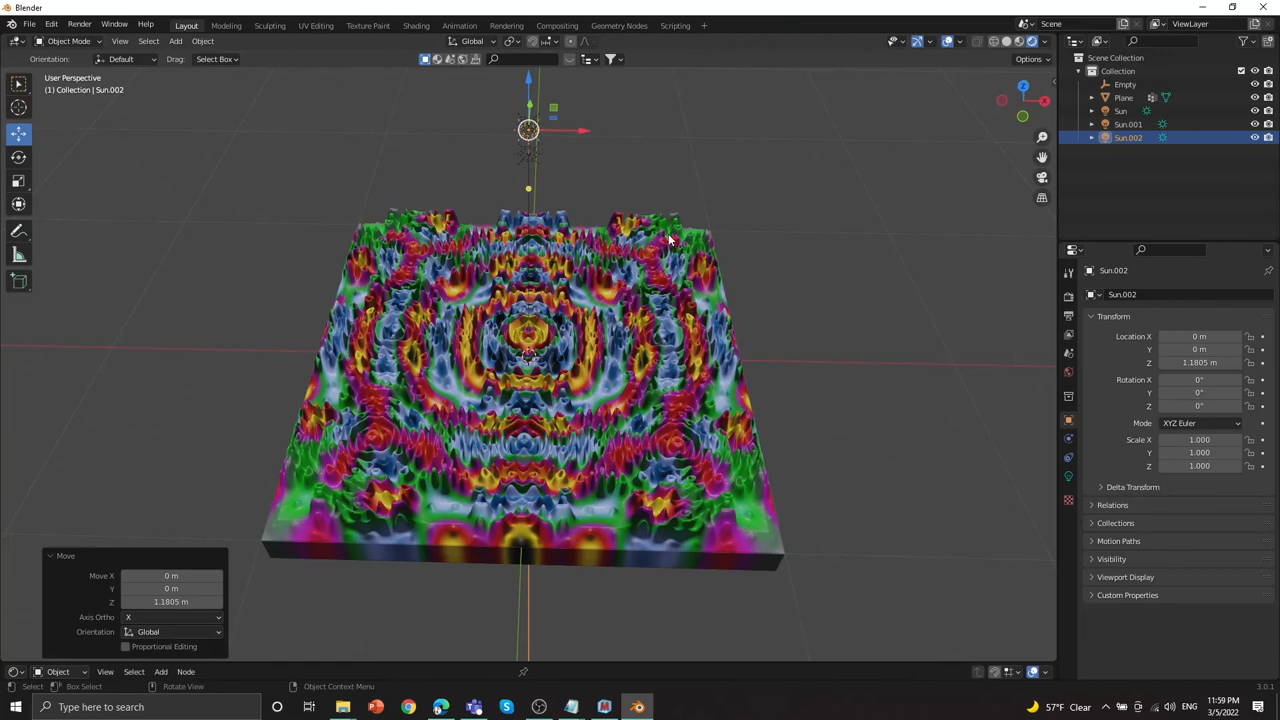 Blender
File Edit Render Window Help Layout Modeling Sculpting UV Editing Texture Paint Shading Animation Rendering Compositing Geometry Nodes Scripting + Scene ViewLayer
Object Mode View Select Add Object Global
Orientation: Default Drag: Select Box Options
User Perspective
(1) Collection | Sun.002
Z
X
Scene Collection
Collection
Empty
Plane
Sun
Sun.001
Sun.002
Sun.002
Sun.002
Transform
Location X 0 m
Y 0 m
Z 1.1805 m
Rotation X 0°
Y 0°
Z 0°
Mode XYZ Euler
Scale X 1.000
Y 1.000
Z 1.000
Delta Transform
Relations
Collections
Motion Paths
Visibility
Viewport Display
Custom Properties
Move
Move X 0 m
Y 0 m
Z 1.1805 m
Axis Ortho X
Orientation Global
Proportional Editing
Object View Select Add Node
Select Box Select Rotate View Object Context Menu 3.0.1
Type here to search 57°F Clear 11:59 PM
3/5/2022